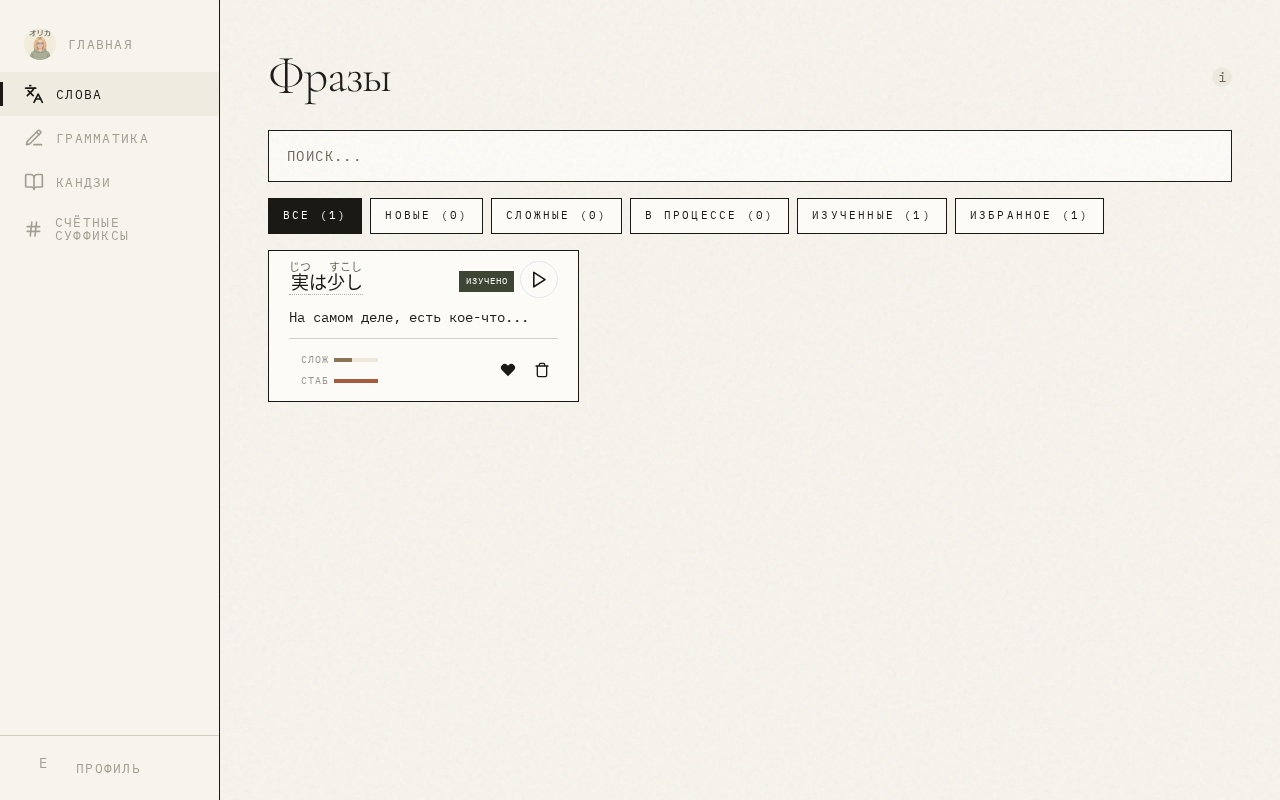 オリカ
ГЛАВНАЯ
СЛОВА
ГРАММАТИКА
КАНДЗИ
СЧЁТНЫЕ
СУФФИКСЫ
E
ПРОФИЛЬ
Фразы
i
ПОИСК...
ВСЕ (1)
НОВЫЕ (0)
СЛОЖНЫЕ (0)
В ПРОЦЕССЕ (0)
ИЗУЧЕННЫЕ (1)
ИЗБРАННОЕ (1)
じつ すこし
実は少し
ИЗУЧЕНО
На самом деле, есть кое-что...
СЛОЖ
СТАБ